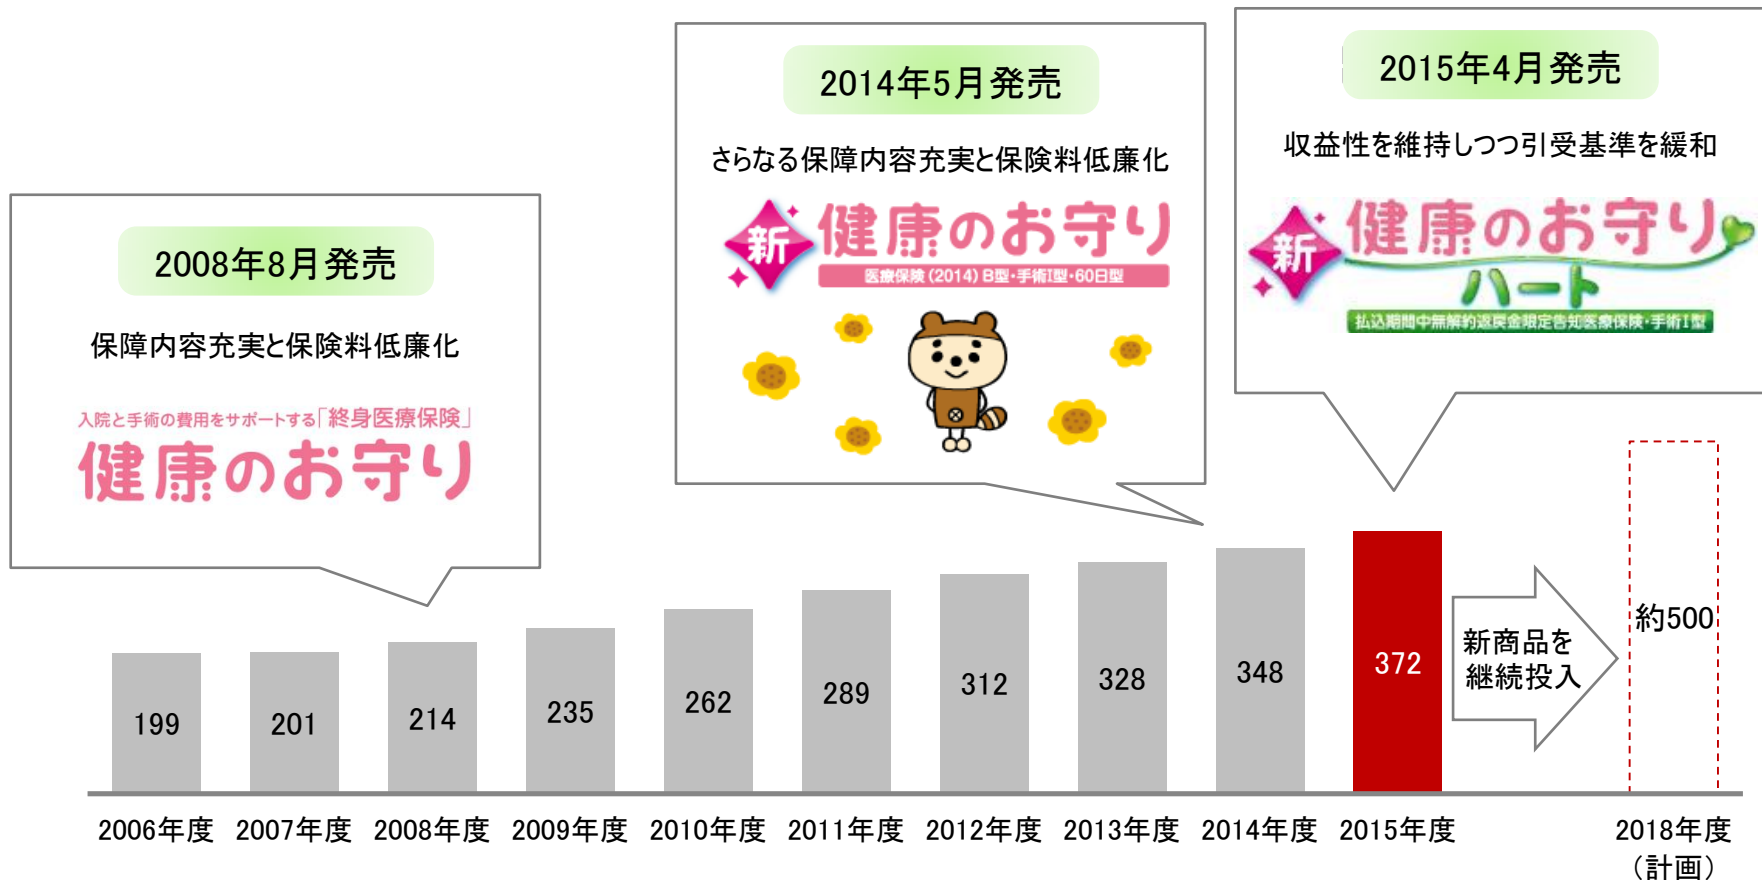 2008年8月発売
保障内容充実と保険料低廉化
入院と手術の費用をサポートする「終身医療保険」
健康のお守り
2014年5月発売
さらなる保障内容充実と保険料低廉化
新 健康のお守り
医療保険(2014)B型・手術I型・60日型
2015年4月発売
収益性を維持しつつ引受基準を緩和
新 健康のお守り
ハート
払込期間中無解約返戻金限定告知医療保険・手術I型
199
201
214
235
262
289
312
328
348
372
新商品を
継続投入
約500
2006年度
2007年度
2008年度
2009年度
2010年度
2011年度
2012年度
2013年度
2014年度
2015年度
2018年度
(計画)